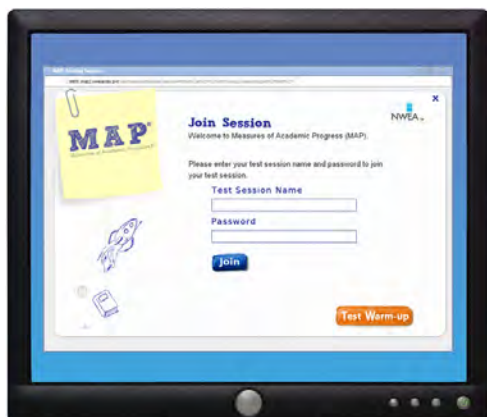 Join Session
NWEA
MAP
Welcome to Measures of Academic Progress (MAP).
Please enter your test session name and password to join
your test session.
Test Session Name
Password
Join
Test Warm-up